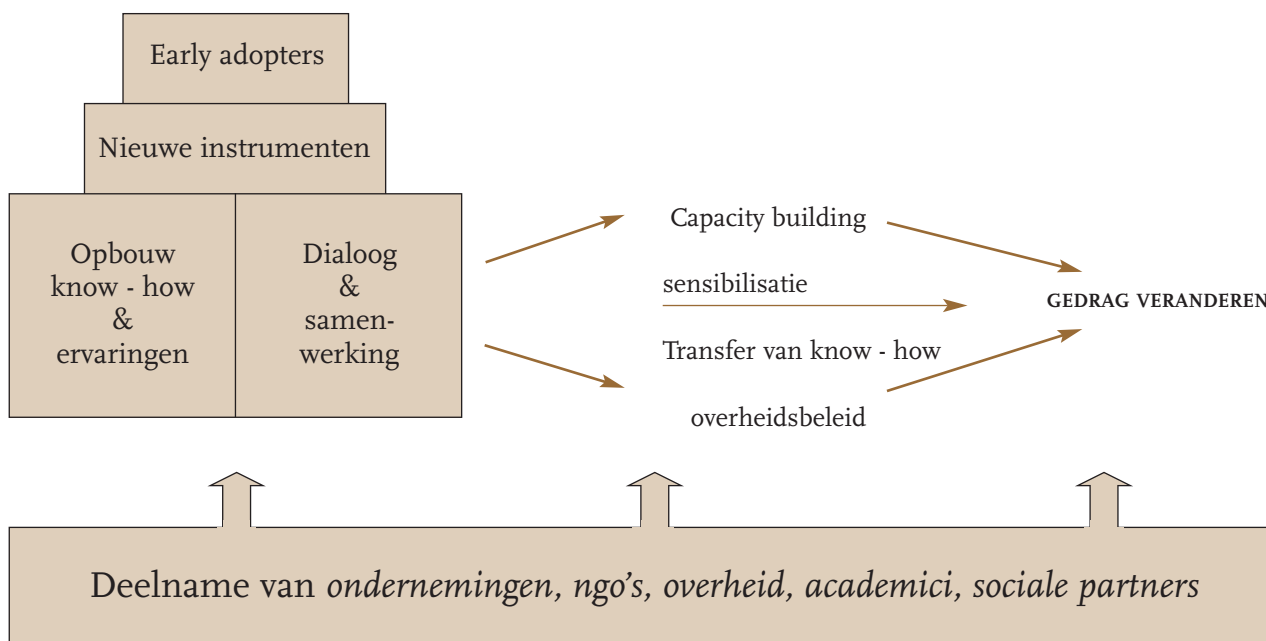 Early adopters
Nieuwe instrumenten
Opbouw
know - how
&
ervaringen
Dialoog
&
samen-
werking
Capacity building
sensibilisatie
Transfer van know - how
overheidsbeleid
GEDRAG VERANDEREN
Deelname van ondernemingen, ngo's, overheid, academici, sociale partners